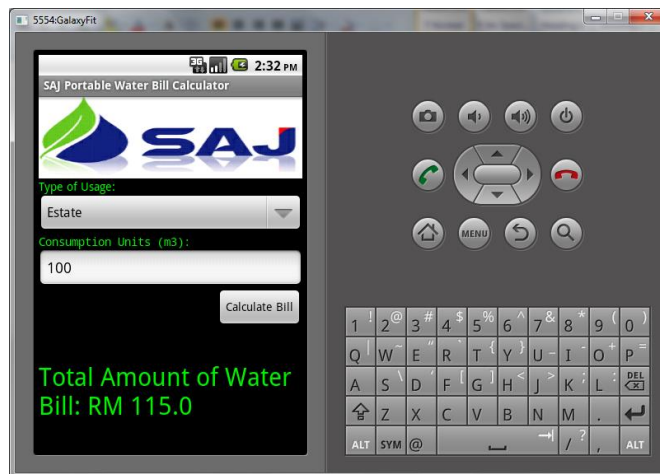 5554:GalaxyFit
3G 2:32 PM
SAJ Portable Water Bill Calculator
SAJ
Type of Usage:
Estate
Consumption Units (m3):
100
Calculate Bill
Total Amount of Water
Bill: RM 115.0
MENU
1 ! 2 @ 3 # 4 $ 5 % 6 ^ 7 & 8 * 9 ( 0 )
Q | W ~ E " R ` T { Y } U _ I - O + P =
A S \ D ' F [ G ] H < J > K ; L : DEL
Z X C V B N M .
ALT SYM @ / ? , ALT